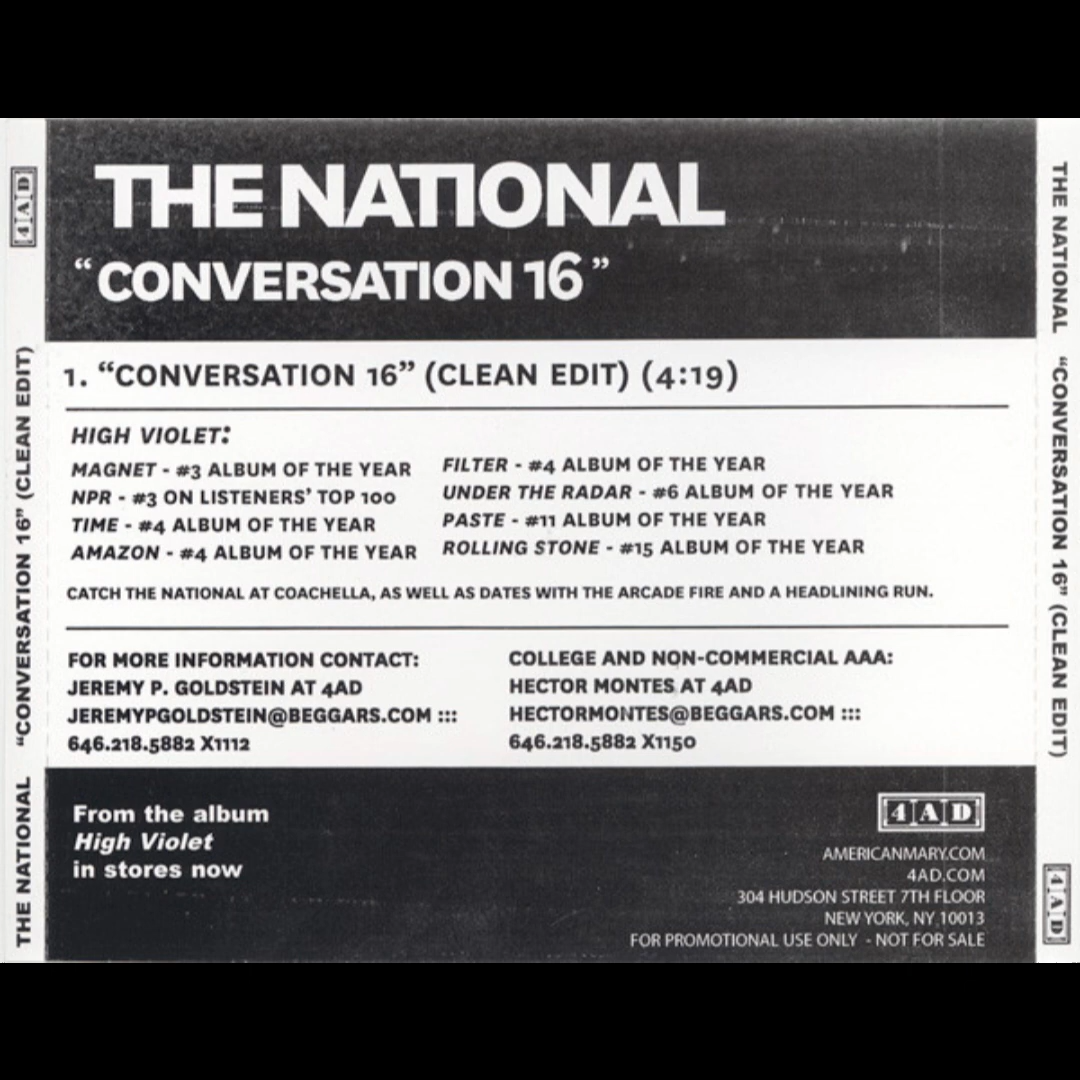 THE NATIONAL
“CONVERSATION 16”
1. “CONVERSATION 16” (CLEAN EDIT) (4:19)
HIGH VIOLET:
MAGNET - #3 ALBUM OF THE YEAR
NPR - #3 ON LISTENERS’ TOP 100
TIME - #4 ALBUM OF THE YEAR
AMAZON - #4 ALBUM OF THE YEAR
FILTER - #4 ALBUM OF THE YEAR
UNDER THE RADAR - #6 ALBUM OF THE YEAR
PASTE - #11 ALBUM OF THE YEAR
ROLLING STONE - #15 ALBUM OF THE YEAR
CATCH THE NATIONAL AT COACHELLA, AS WELL AS DATES WITH THE ARCADE FIRE AND A HEADLINING RUN.
FOR MORE INFORMATION CONTACT:
JEREMY P. GOLDSTEIN AT 4AD
JEREMYPGOLDSTEIN@BEGGARS.COM :::
646.218.5882 X1112
COLLEGE AND NON-COMMERCIAL AAA:
HECTOR MONTES AT 4AD
HECTORMONTES@BEGGARS.COM :::
646.218.5882 X1150
From the album
High Violet
in stores now
4AD
AMERICANMARY.COM
4AD.COM
304 HUDSON STREET 7TH FLOOR
NEW YORK, NY 10013
FOR PROMOTIONAL USE ONLY - NOT FOR SALE
THE NATIONAL “CONVERSATION 16” (CLEAN EDIT) 4AD
THE NATIONAL “CONVERSATION 16” (CLEAN EDIT) 4AD